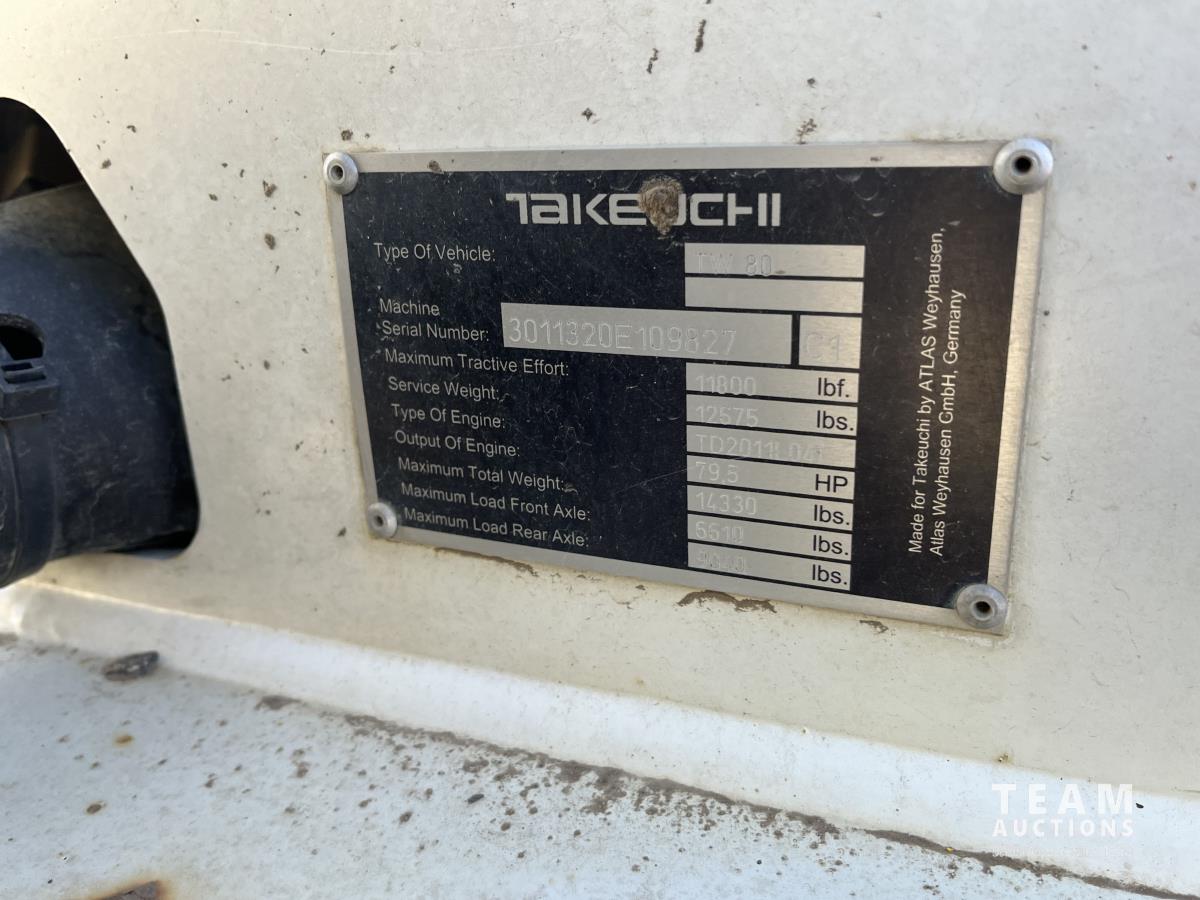 TAKEUCHI
Type Of Vehicle: TW 80
Machine
Serial Number: 3011320E109827 C1
Maximum Tractive Effort: 11800 lbf.
Service Weight: 12575 lbs.
Type Of Engine:
Output Of Engine: 79.5 HP
Maximum Total Weight: 14330 lbs.
Maximum Load Front Axle: lbs.
Maximum Load Rear Axle: lbs.
Made for Takeuchi by ATLAS Weyhausen,
Atlas Weyhausen GmbH, Germany
TEAM
AUCTIONS